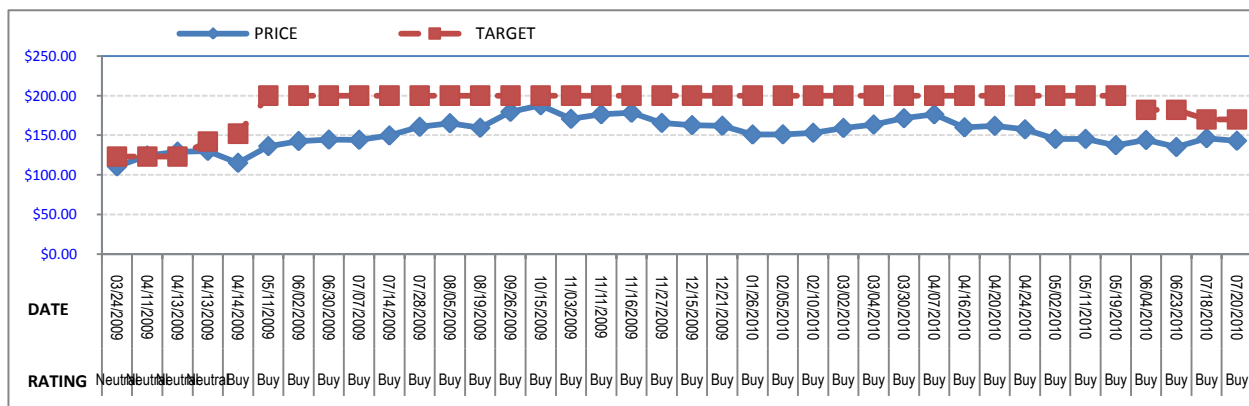 PRICE TARGET
$250.00
$200.00
$150.00
$100.00
$50.00
$0.00
DATE 03/24/2009 04/11/2009 04/13/2009 04/13/2009 04/14/2009 05/11/2009 06/02/2009 06/30/2009 07/07/2009 07/14/2009 07/28/2009 08/05/2009 08/19/2009 09/26/2009 10/15/2009 11/03/2009 11/11/2009 11/16/2009 11/27/2009 12/15/2009 12/21/2009 01/26/2010 02/05/2010 02/10/2010 03/02/2010 03/04/2010 03/30/2010 04/07/2010 04/16/2010 04/20/2010 04/24/2010 05/02/2010 05/11/2010 05/19/2010 06/04/2010 06/23/2010 07/18/2010 07/20/2010
RATING Neutral Neutral Neutral Neutral Buy Buy Buy Buy Buy Buy Buy Buy Buy Buy Buy Buy Buy Buy Buy Buy Buy Buy Buy Buy Buy Buy Buy Buy Buy Buy Buy Buy Buy Buy Buy Buy Buy Buy